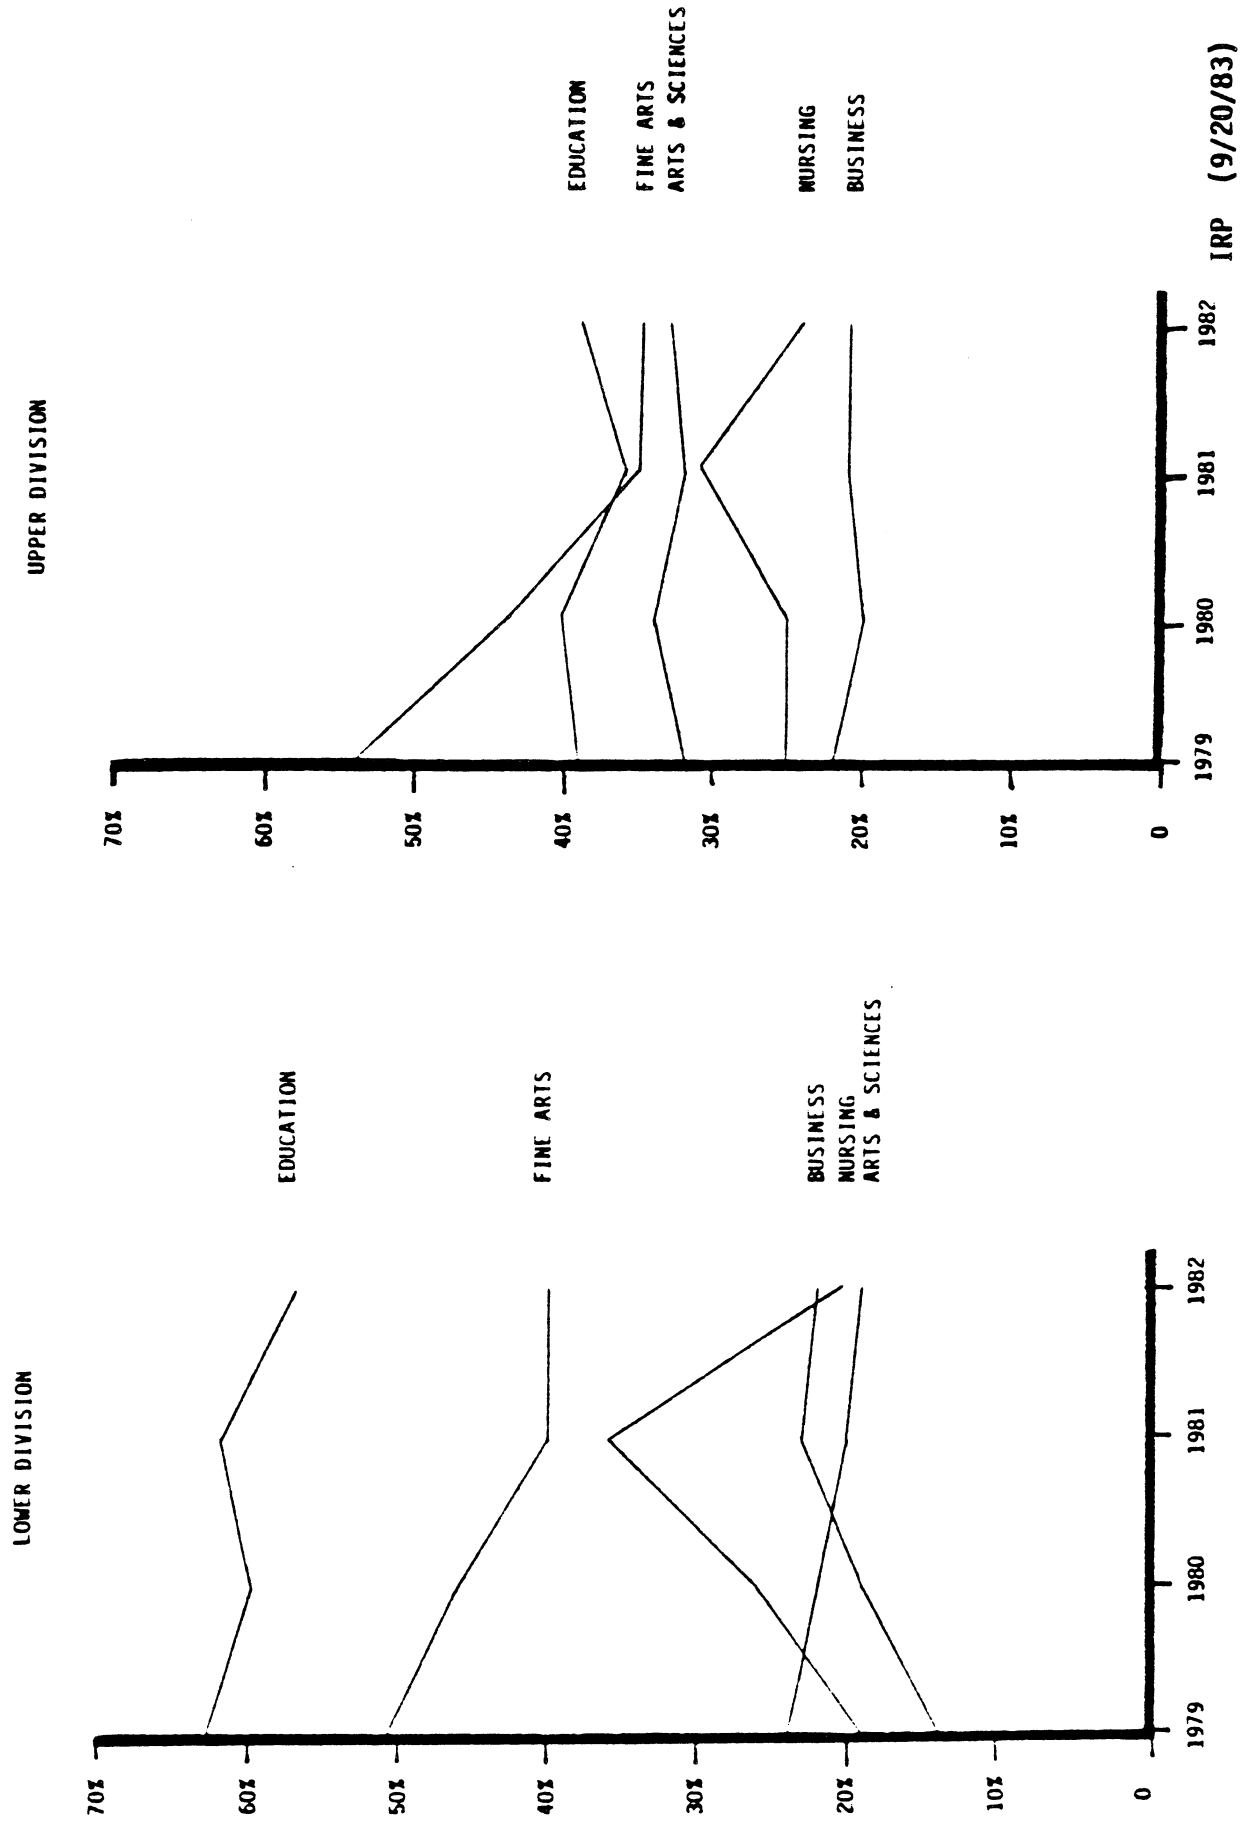 LOWER DIVISION
70%
60%
50%
40%
30%
20%
10%
0
1979
1980
1981
1982
EDUCATION
FINE ARTS
BUSINESS
NURSING
ARTS & SCIENCES
UPPER DIVISION
70%
60%
50%
40%
30%
20%
10%
0
1979
1980
1981
1982
EDUCATION
FINE ARTS
ARTS & SCIENCES
NURSING
BUSINESS
IRP (9/20/83)